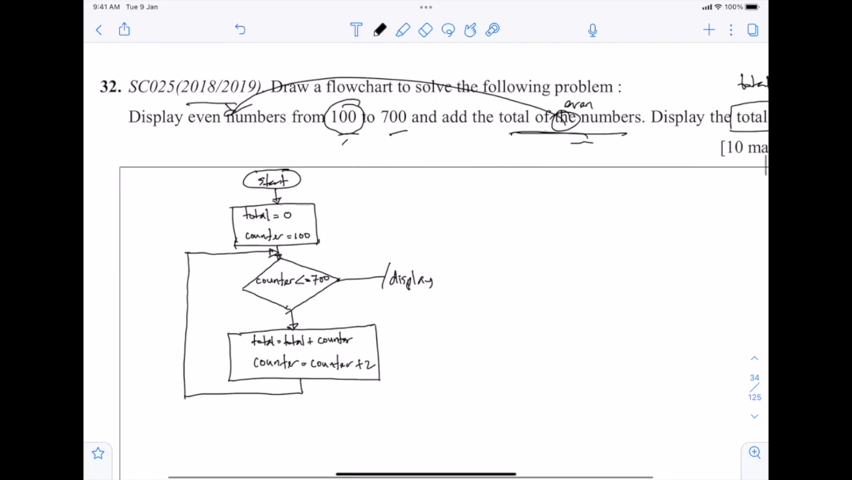 9:41 AM Tue 9 Jan
100%
T
32. SC025(2018/2019). Draw a flowchart to solve the following problem :
total
even
Display even numbers from 100 to 700 and add the total of the numbers. Display the total
[10 ma
start
total = 0
counter = 100
counter <= 700
display
total = total + counter
counter = counter + 2
34
125